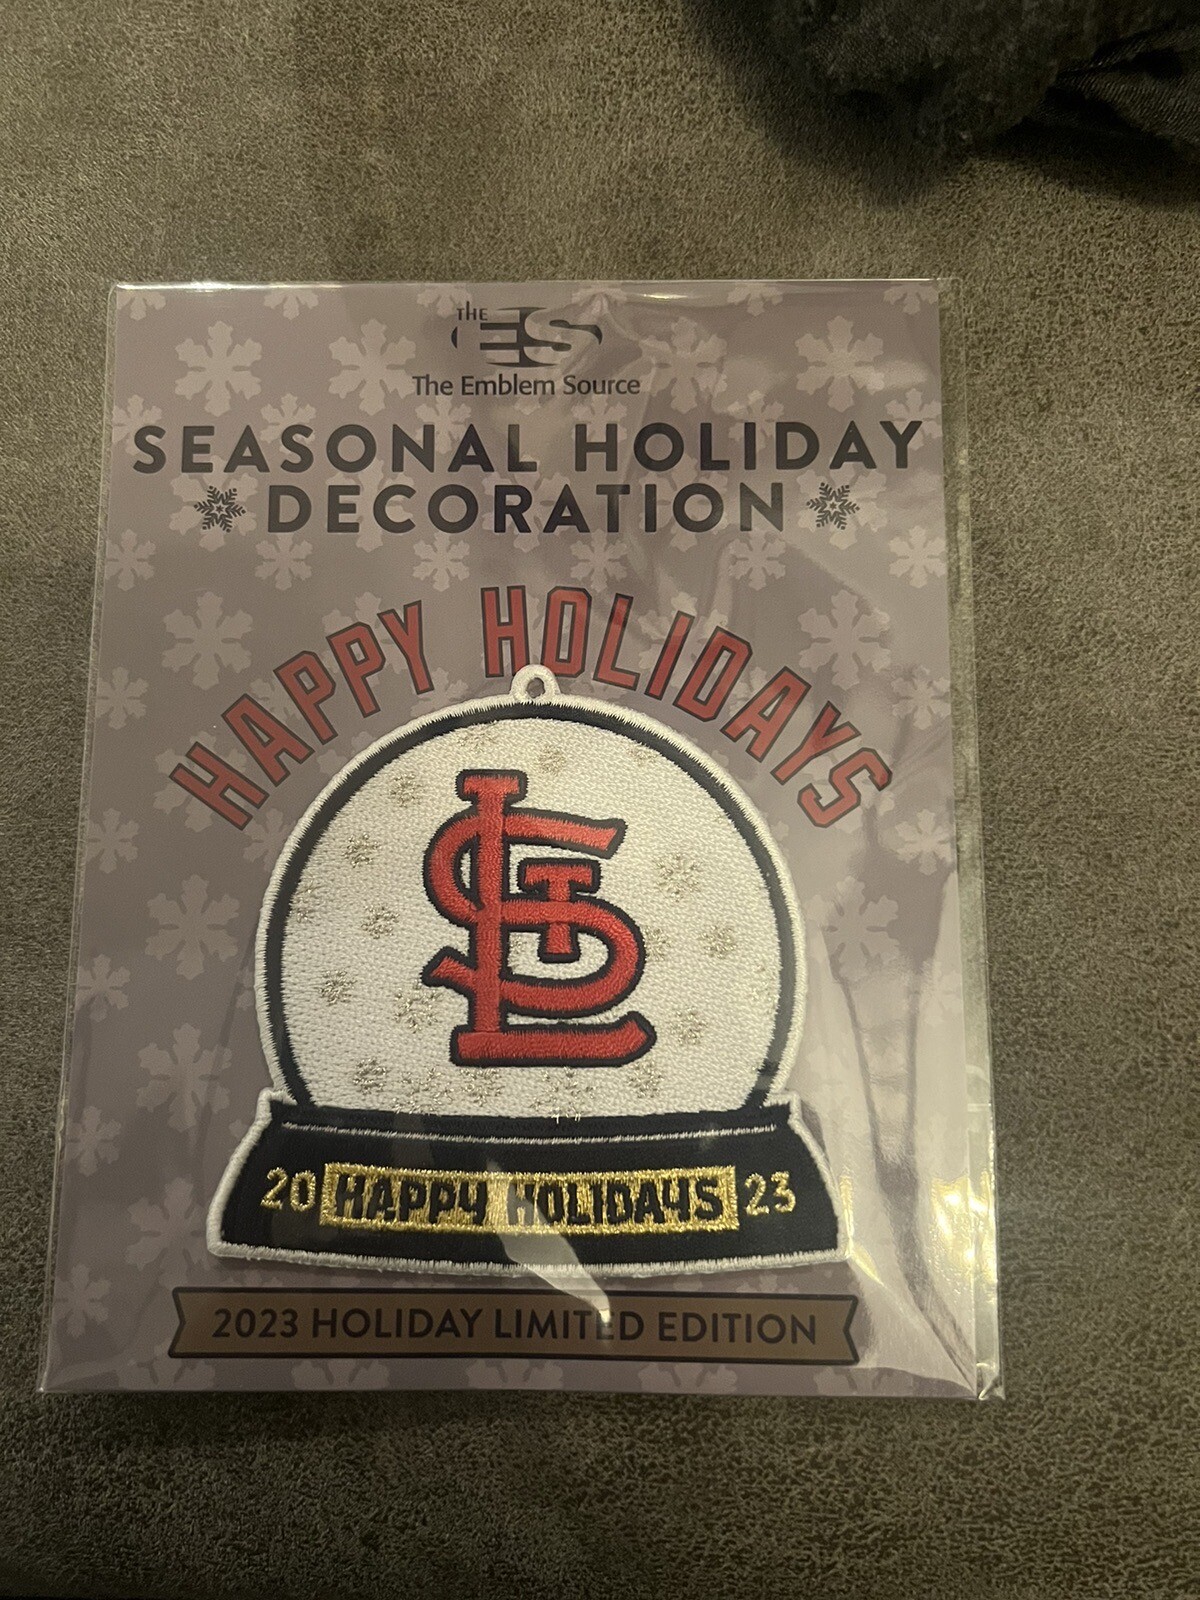 THE
ES
The Emblem Source
SEASONAL HOLIDAY
DECORATION
HAPPY HOLIDAYS
STL
20 HAPPY HOLIDAYS 23
2023 HOLIDAY LIMITED EDITION